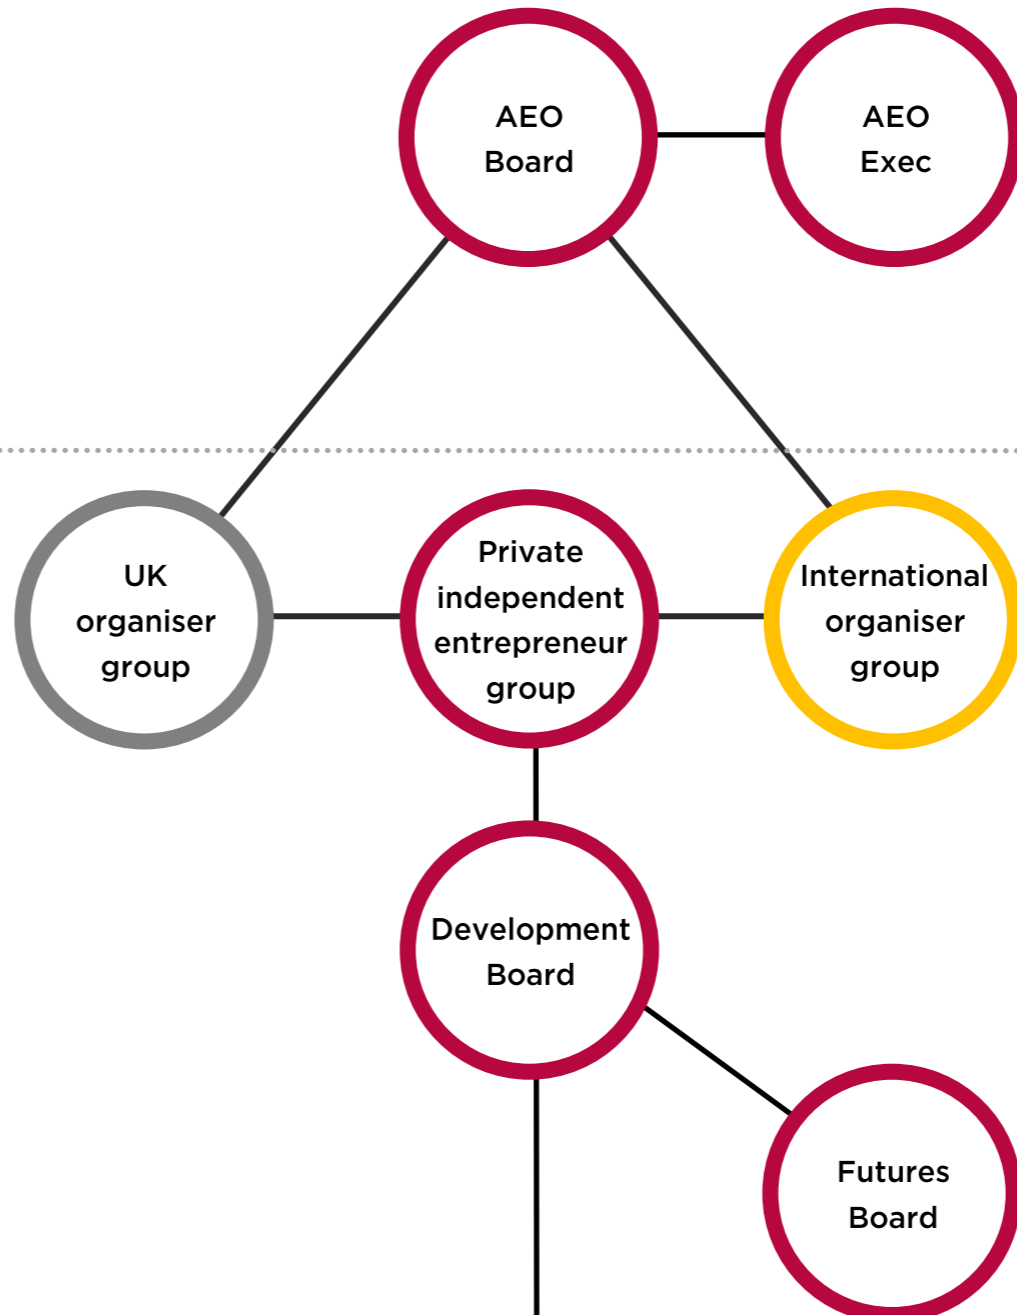 AEO
Board
AEO
Exec
UK
organiser
group
Private
independent
entrepreneur
group
International
organiser
group
Development
Board
Futures
Board